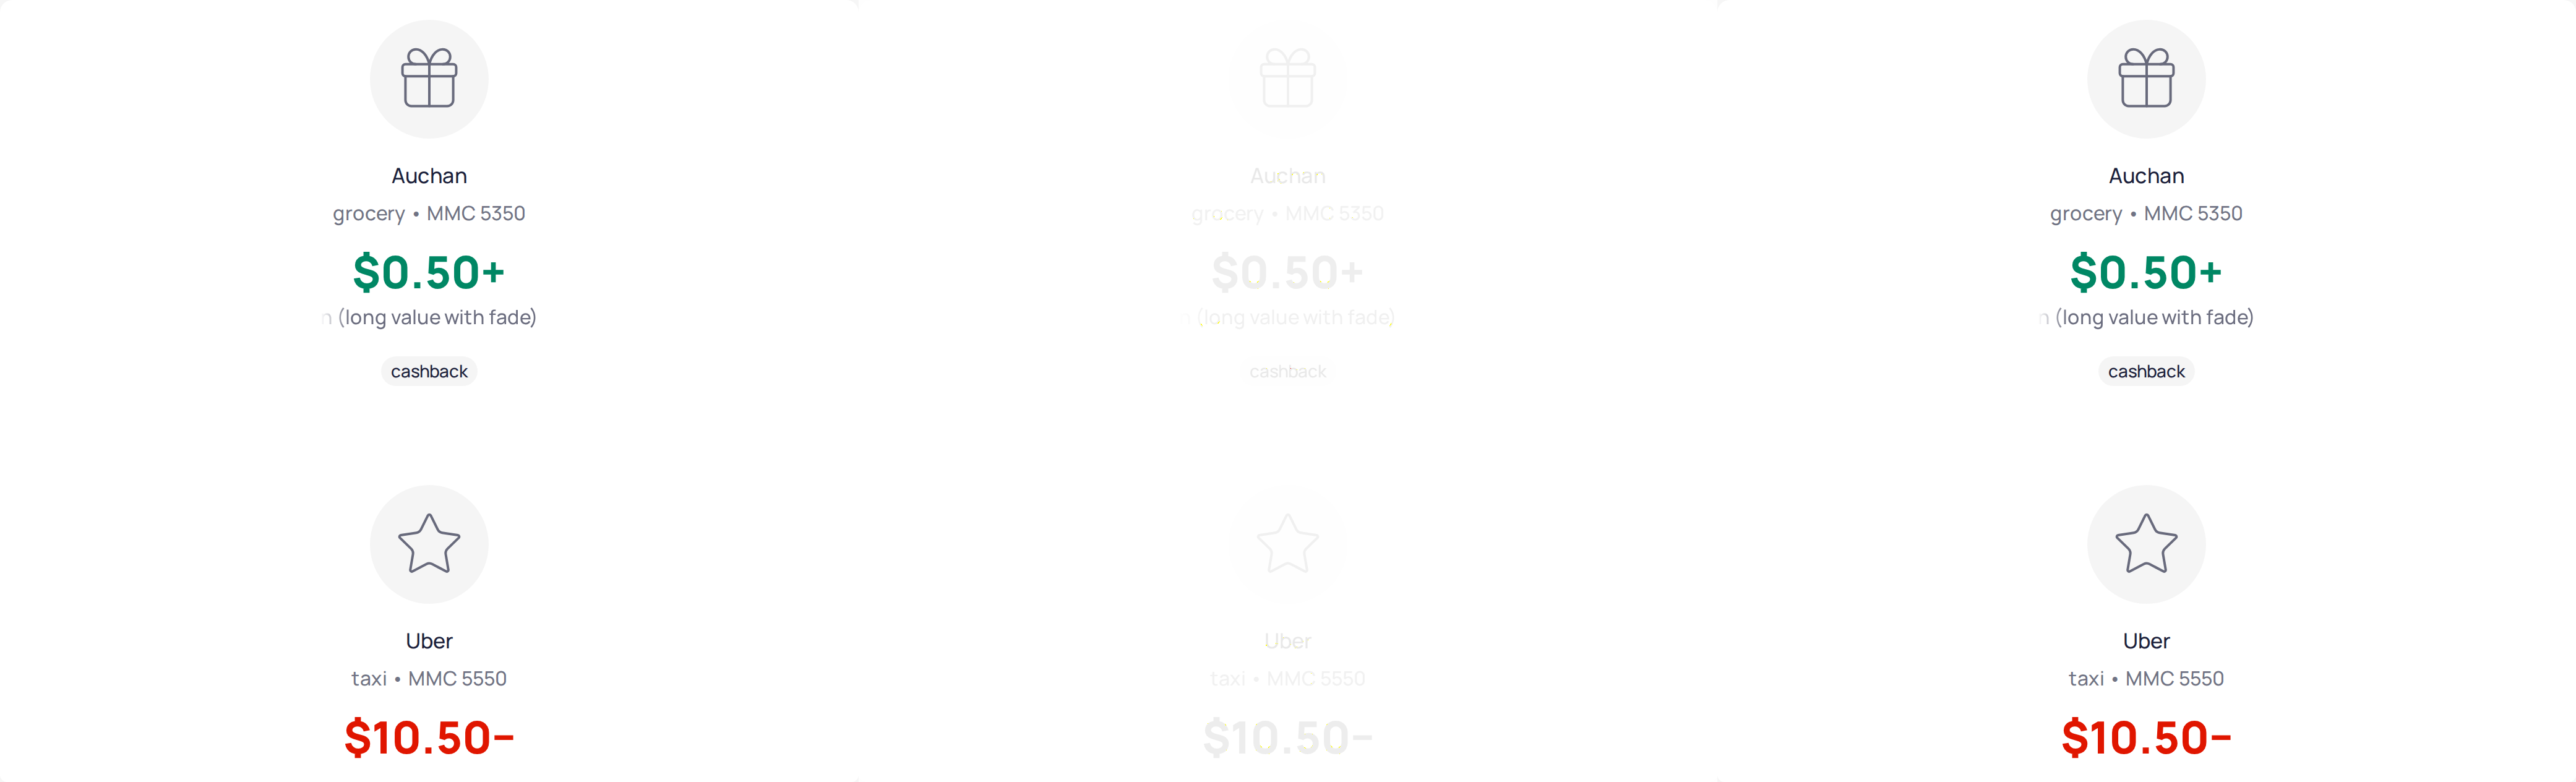 Auchan
grocery • MMC 5350
$0.50+
n (long value with fade)
cashback
Uber
taxi • MMC 5550
$10.50−
Auchan
grocery • MMC 5350
$0.50+
n (long value with fade)
cashback
Uber
taxi • MMC 5550
$10.50−
Auchan
grocery • MMC 5350
$0.50+
n (long value with fade)
cashback
Uber
taxi • MMC 5550
$10.50−